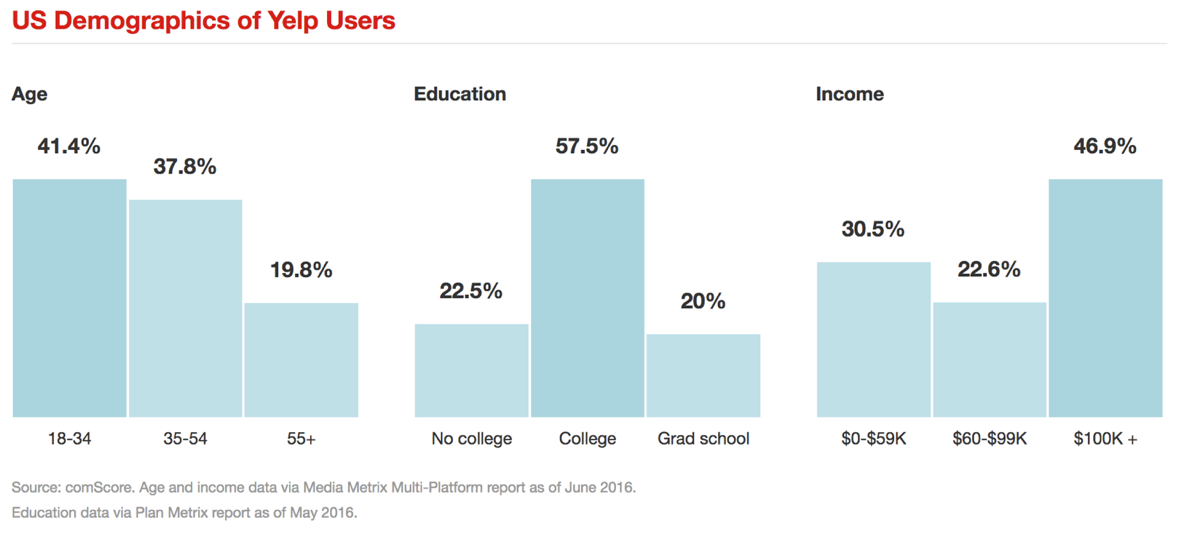 US Demographics of Yelp Users
Age
41.4%
37.8%
19.8%
18-34
35-54
55+
Education
22.5%
57.5%
20%
No college
College
Grad school
Income
30.5%
22.6%
46.9%
$0-$59K
$60-$99K
$100K +
Source: comScore. Age and income data via Media Metrix Multi-Platform report as of June 2016.
Education data via Plan Metrix report as of May 2016.